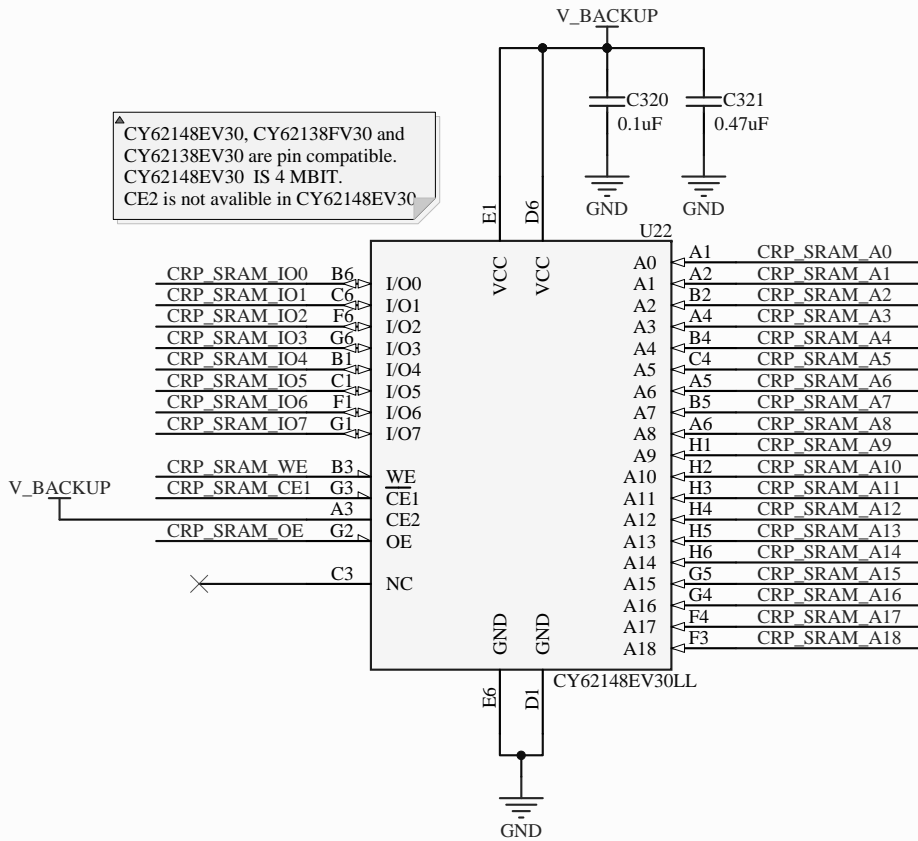 V_BACKUP
C320
0.1uF
C321
0.47uF
GND
GND
CY62148EV30, CY62138FV30 and
CY62138EV30 are pin compatible.
CY62148EV30 IS 4 MBIT.
CE2 is not avalible in CY62148EV30
E1
D6
U22
VCC
VCC
CRP_SRAM_IO0 B6 I/O0
CRP_SRAM_IO1 C6 I/O1
CRP_SRAM_IO2 F6 I/O2
CRP_SRAM_IO3 G6 I/O3
CRP_SRAM_IO4 B1 I/O4
CRP_SRAM_IO5 C1 I/O5
CRP_SRAM_IO6 F1 I/O6
CRP_SRAM_IO7 G1 I/O7
CRP_SRAM_WE B3 WE
CRP_SRAM_CE1 G3 CE1
V_BACKUP
A3 CE2
CRP_SRAM_OE G2 OE
C3 NC
A0 A1 CRP_SRAM_A0
A1 A2 CRP_SRAM_A1
A2 B2 CRP_SRAM_A2
A3 A4 CRP_SRAM_A3
A4 B4 CRP_SRAM_A4
A5 C4 CRP_SRAM_A5
A6 A5 CRP_SRAM_A6
A7 B5 CRP_SRAM_A7
A8 A6 CRP_SRAM_A8
A9 H1 CRP_SRAM_A9
A10 H2 CRP_SRAM_A10
A11 H3 CRP_SRAM_A11
A12 H4 CRP_SRAM_A12
A13 H5 CRP_SRAM_A13
A14 H6 CRP_SRAM_A14
A15 G5 CRP_SRAM_A15
A16 G4 CRP_SRAM_A16
A17 F4 CRP_SRAM_A17
A18 F3 CRP_SRAM_A18
GND
GND
E6
D1
CY62148EV30LL
GND